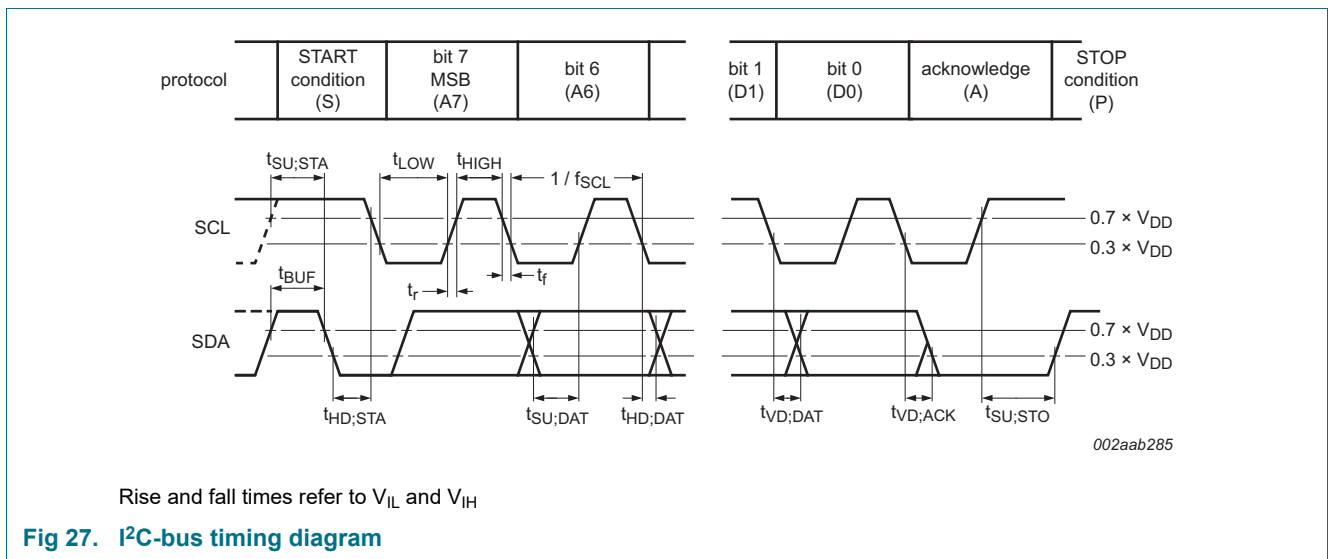 protocol
START
condition
(S)
bit 7
MSB
(A7)
bit 6
(A6)
bit 1
(D1)
bit 0
(D0)
acknowledge
(A)
STOP
condition
(P)
tSU;STA
tLOW
tHIGH
1 / fSCL
SCL
0.7 × VDD
0.3 × VDD
tBUF
tr
tf
SDA
0.7 × VDD
0.3 × VDD
tHD;STA
tSU;DAT
tHD;DAT
tVD;DAT
tVD;ACK
tSU;STO
002aab285
Rise and fall times refer to VIL and VIH
Fig 27. I²C-bus timing diagram